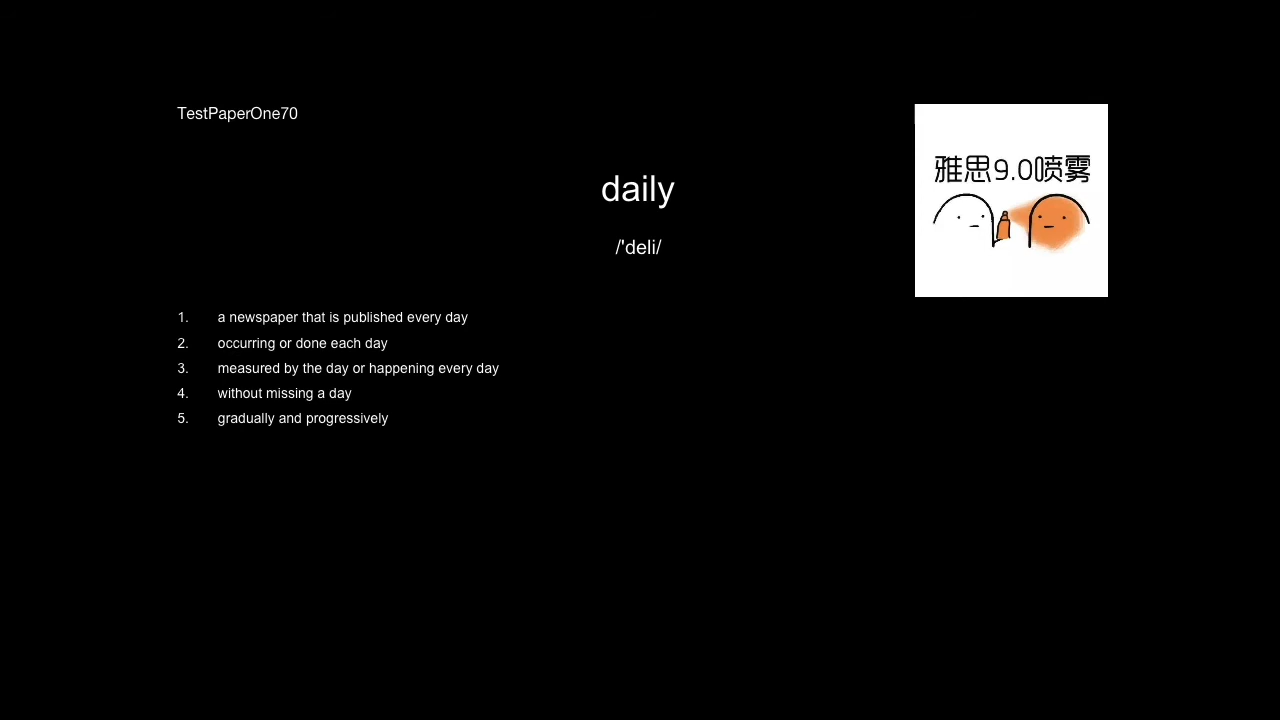 TestPaperOne70
雅思9.0喷雾
daily
/'deli/
1. a newspaper that is published every day
2. occurring or done each day
3. measured by the day or happening every day
4. without missing a day
5. gradually and progressively